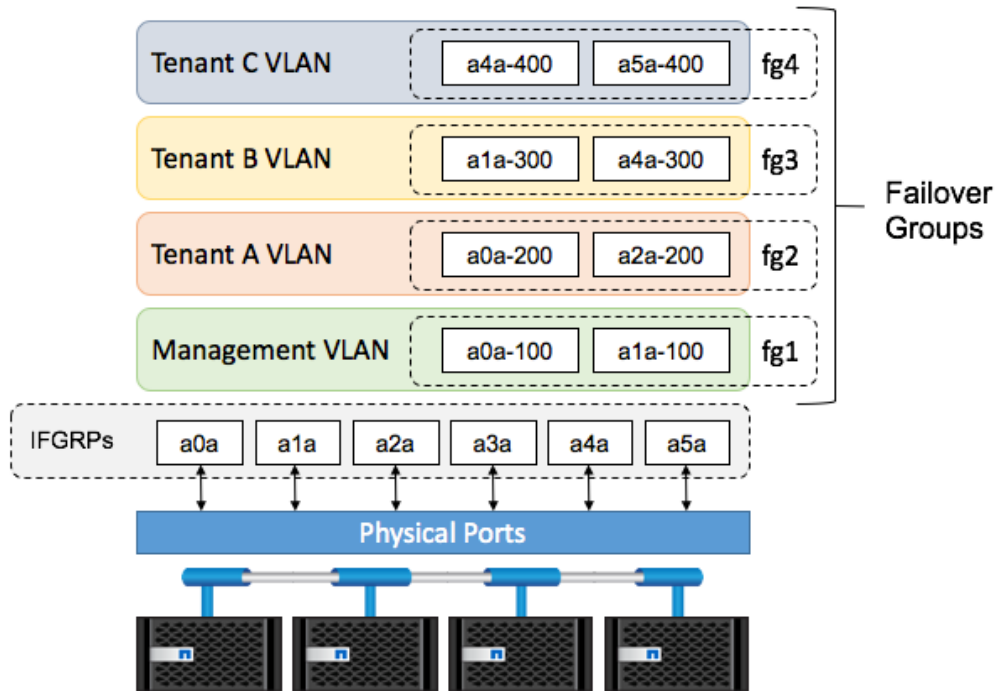 Tenant C VLAN a4a-400 a5a-400 fg4
Tenant B VLAN a1a-300 a4a-300 fg3
Failover
Groups
Tenant A VLAN a0a-200 a2a-200 fg2
Management VLAN a0a-100 a1a-100 fg1
IFGRPs a0a a1a a2a a3a a4a a5a
Physical Ports